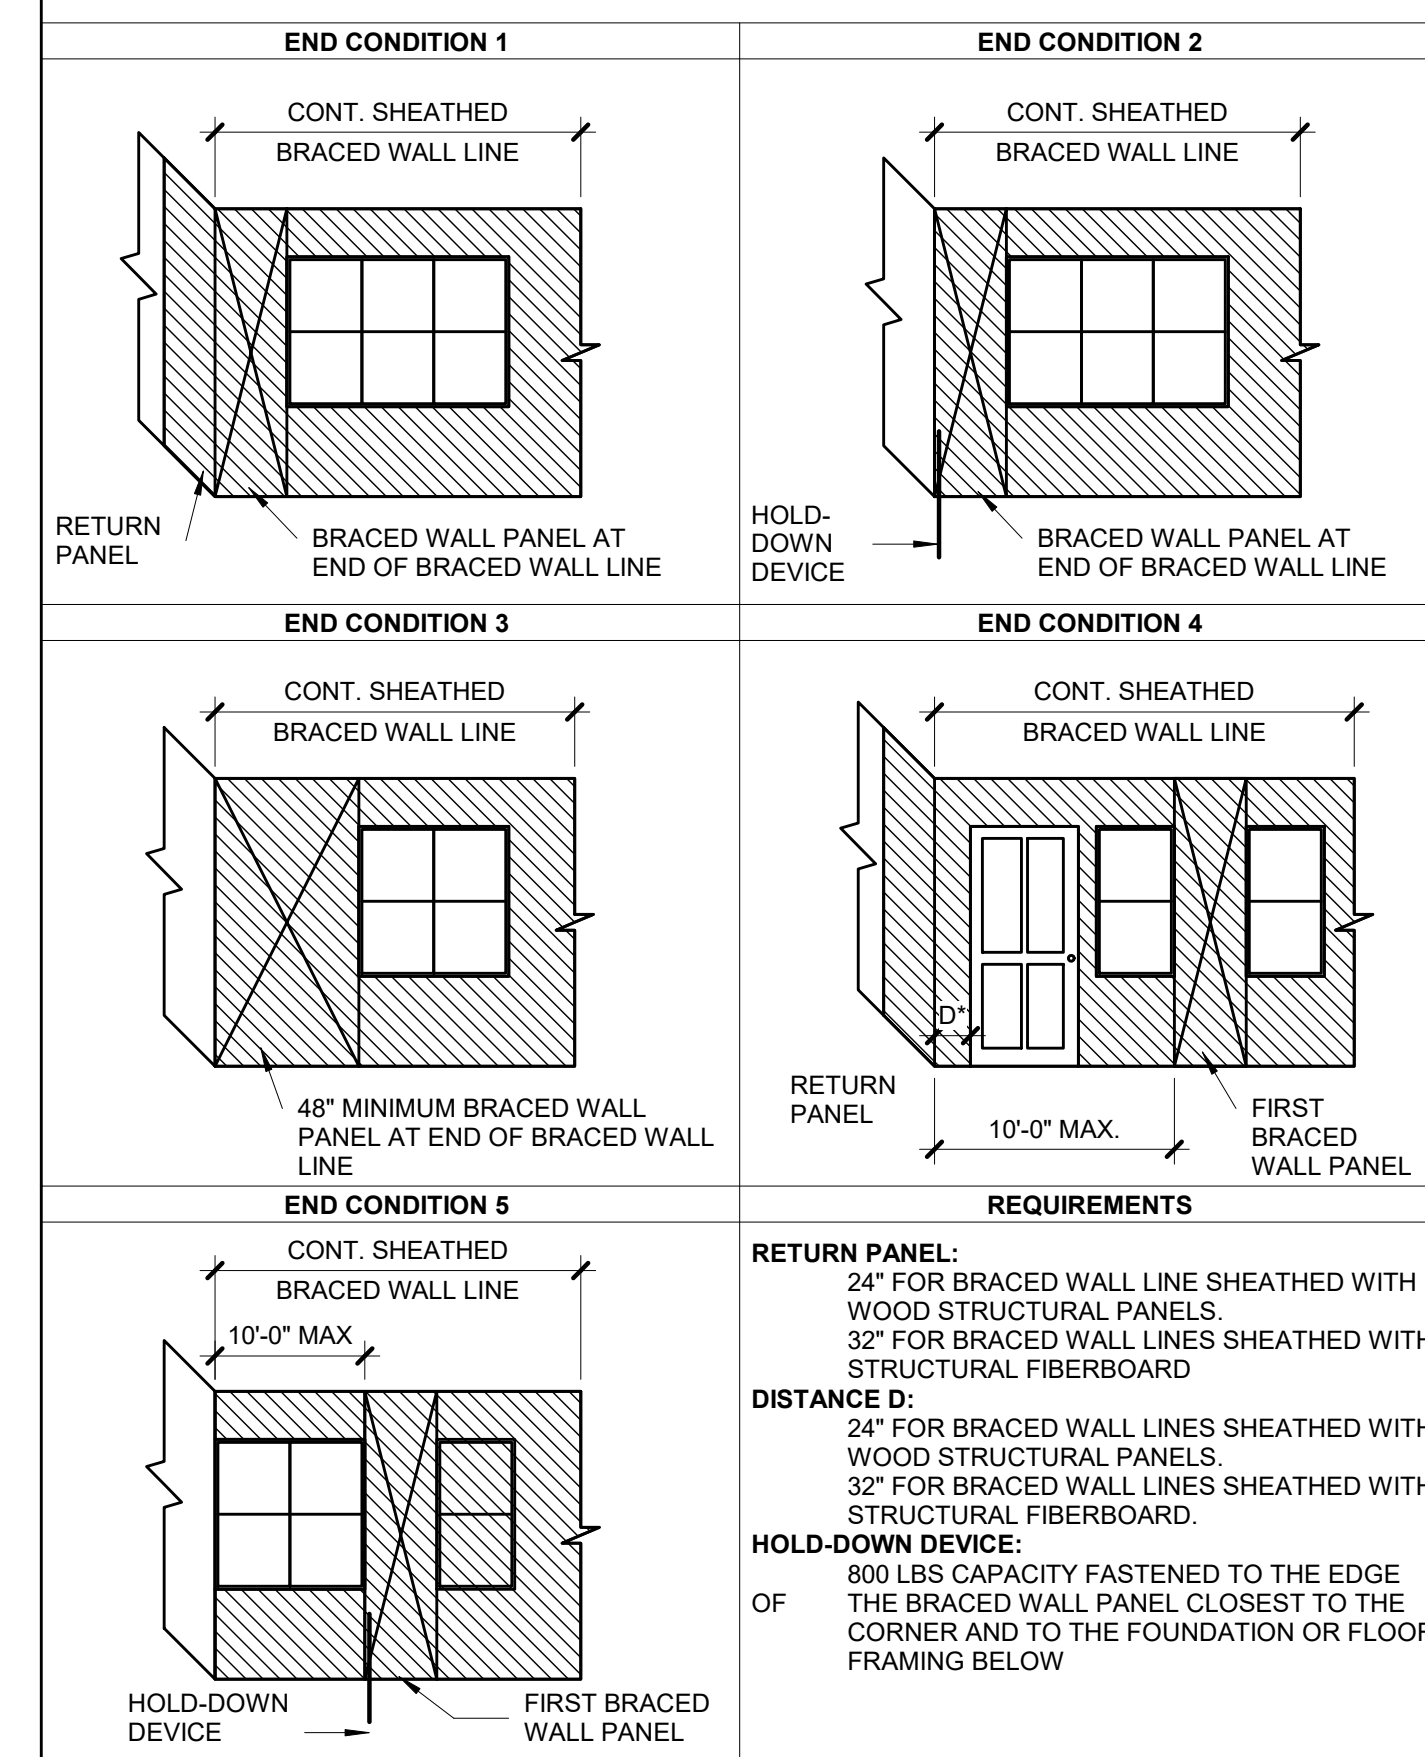 END CONDITION 1
CONT. SHEATHED
BRACED WALL LINE
RETURN
PANEL
BRACED WALL PANEL AT
END OF BRACED WALL LINE
END CONDITION 2
CONT. SHEATHED
BRACED WALL LINE
HOLD-
DOWN
DEVICE
BRACED WALL PANEL AT
END OF BRACED WALL LINE
END CONDITION 3
CONT. SHEATHED
BRACED WALL LINE
48" MINIMUM BRACED WALL
PANEL AT END OF BRACED WALL
LINE
END CONDITION 4
CONT. SHEATHED
BRACED WALL LINE
D*
RETURN
PANEL
10'-0" MAX.
FIRST
BRACED
WALL PANEL
END CONDITION 5
CONT. SHEATHED
BRACED WALL LINE
10'-0" MAX
HOLD-DOWN
DEVICE
FIRST BRACED
WALL PANEL
REQUIREMENTS
RETURN PANEL:
24" FOR BRACED WALL LINE SHEATHED WITH
WOOD STRUCTURAL PANELS.
32" FOR BRACED WALL LINES SHEATHED WITH
STRUCTURAL FIBERBOARD
DISTANCE D:
24" FOR BRACED WALL LINES SHEATHED WITH
WOOD STRUCTURAL PANELS.
32" FOR BRACED WALL LINES SHEATHED WITH
STRUCTURAL FIBERBOARD.
HOLD-DOWN DEVICE:
800 LBS CAPACITY FASTENED TO THE EDGE
OF THE BRACED WALL PANEL CLOSEST TO THE
CORNER AND TO THE FOUNDATION OR FLOOR
FRAMING BELOW